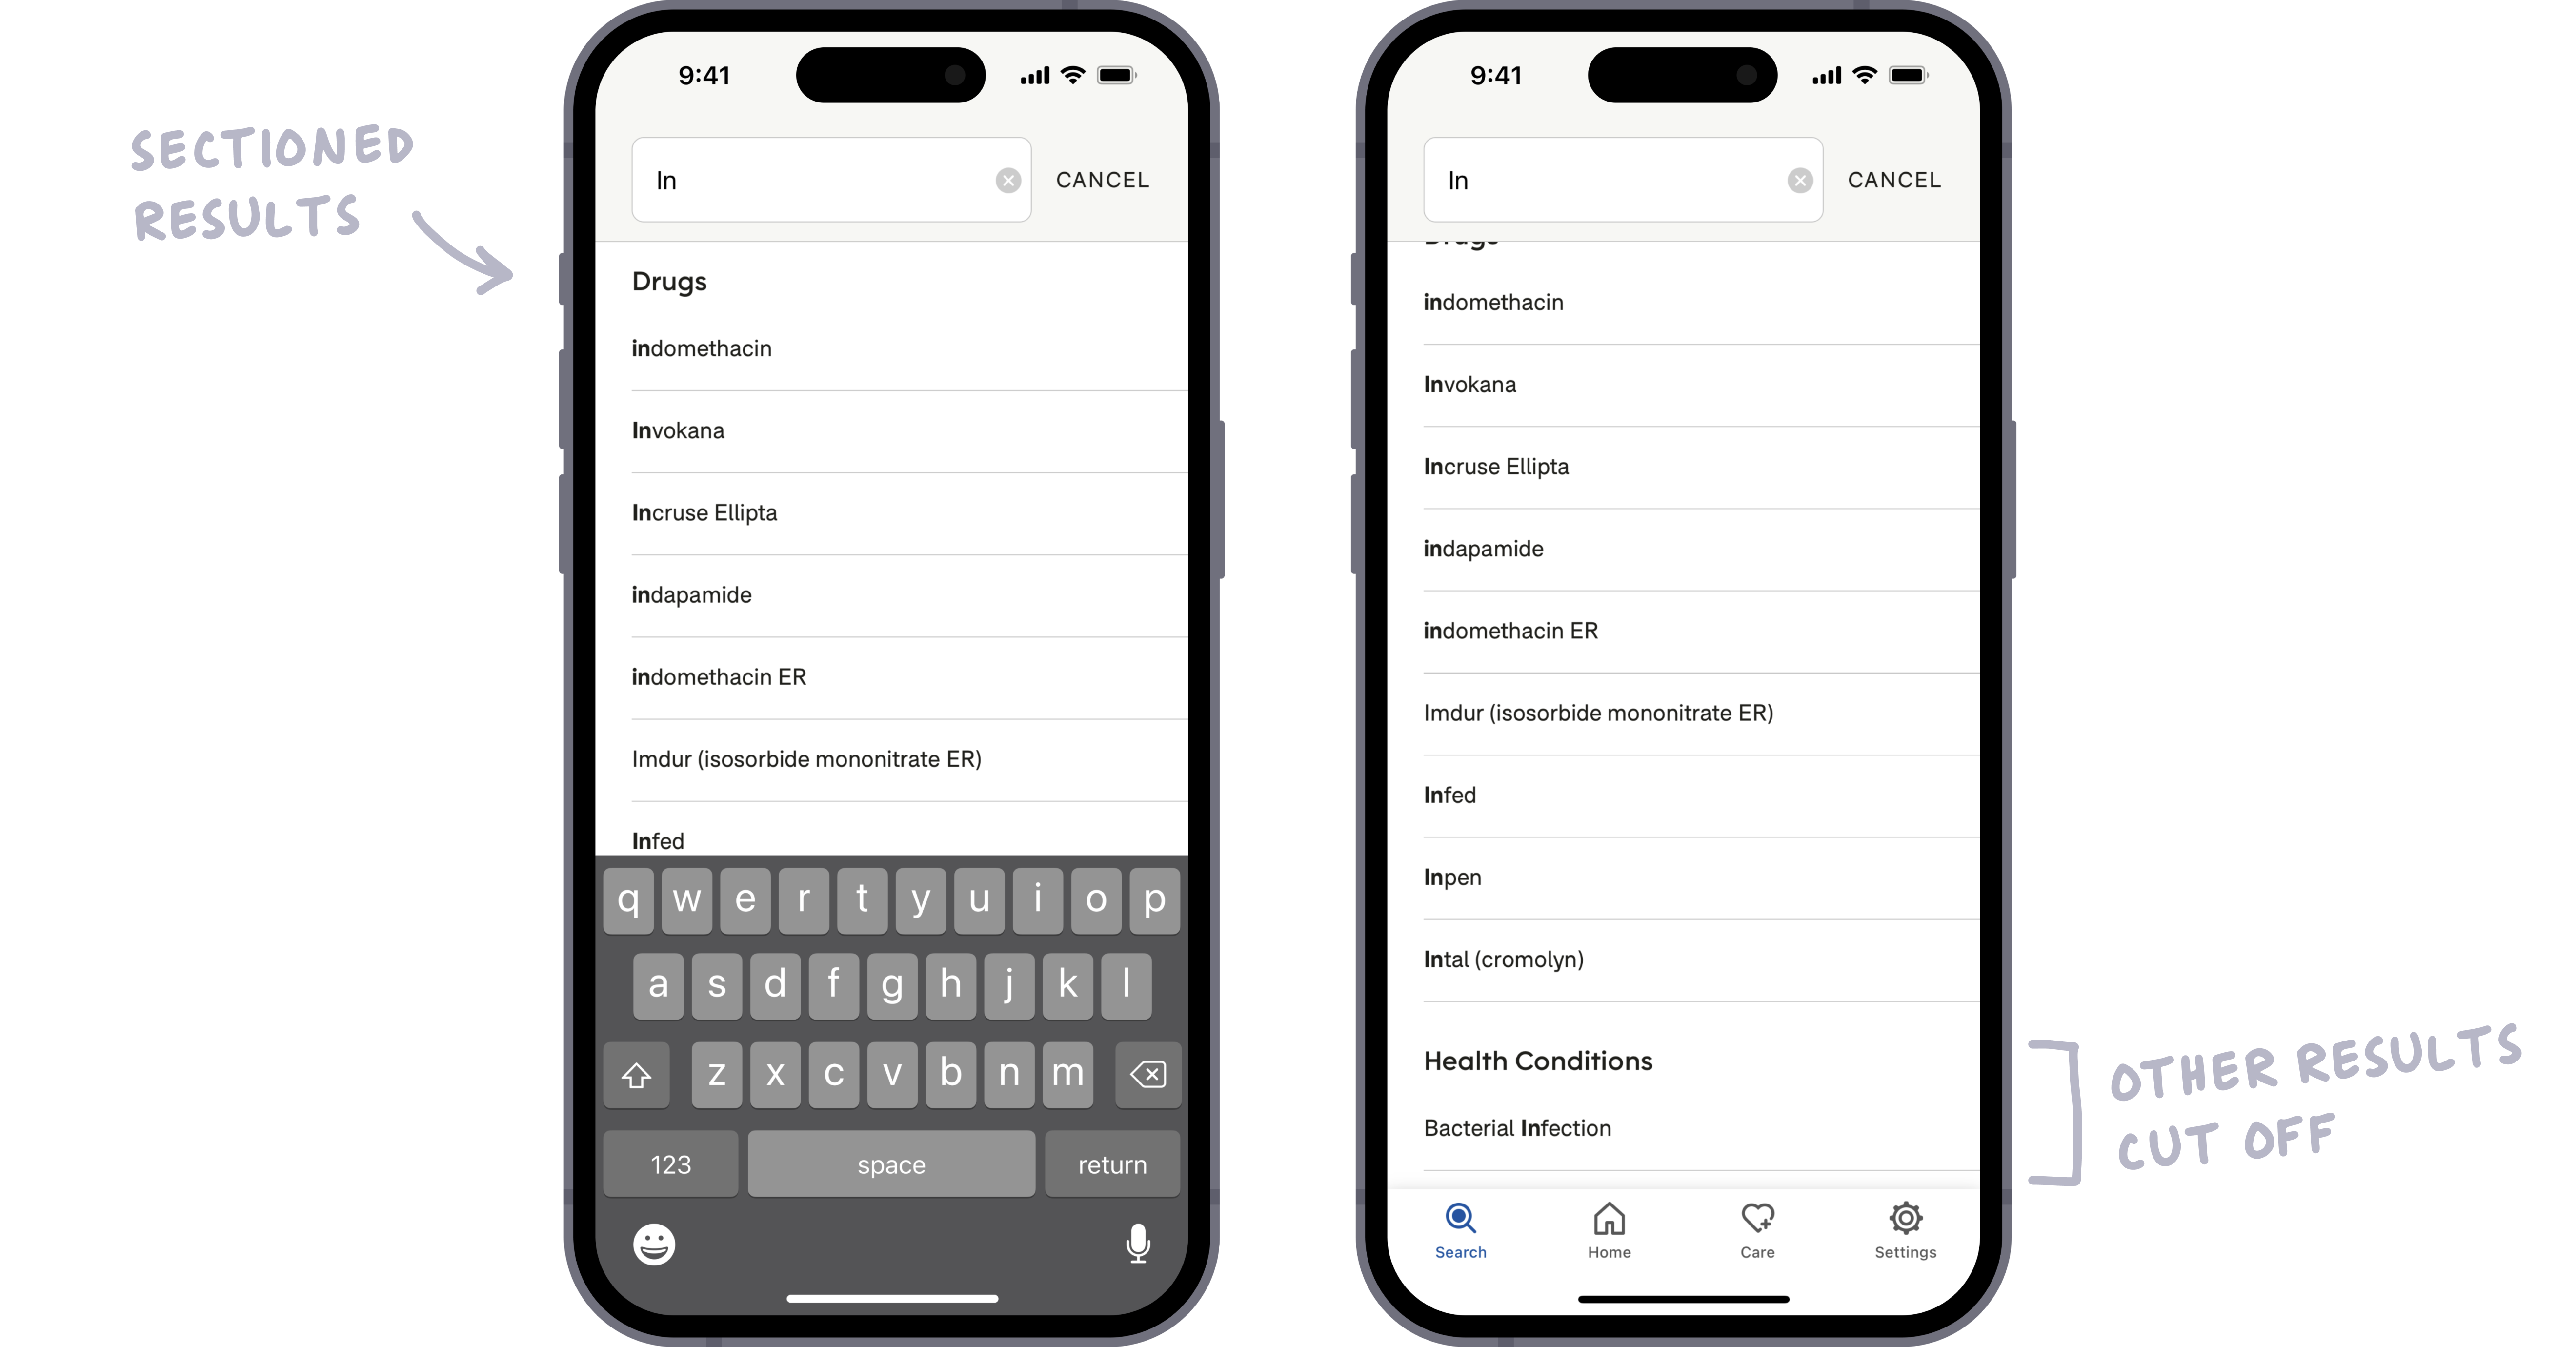 SECTIONED
RESULTS
9:41
In
CANCEL
Drugs
indomethacin
Invokana
Incruse Ellipta
indapamide
indomethacin ER
Imdur (isosorbide mononitrate ER)
Infed
q w e r t y u i o p
a s d f g h j k l
z x c v b n m
123 space return
9:41
In
CANCEL
Drugs
indomethacin
Invokana
Incruse Ellipta
indapamide
indomethacin ER
Imdur (isosorbide mononitrate ER)
Infed
Inpen
Intal (cromolyn)
Health Conditions
Bacterial Infection
Search Home Care Settings
OTHER RESULTS
CUT OFF